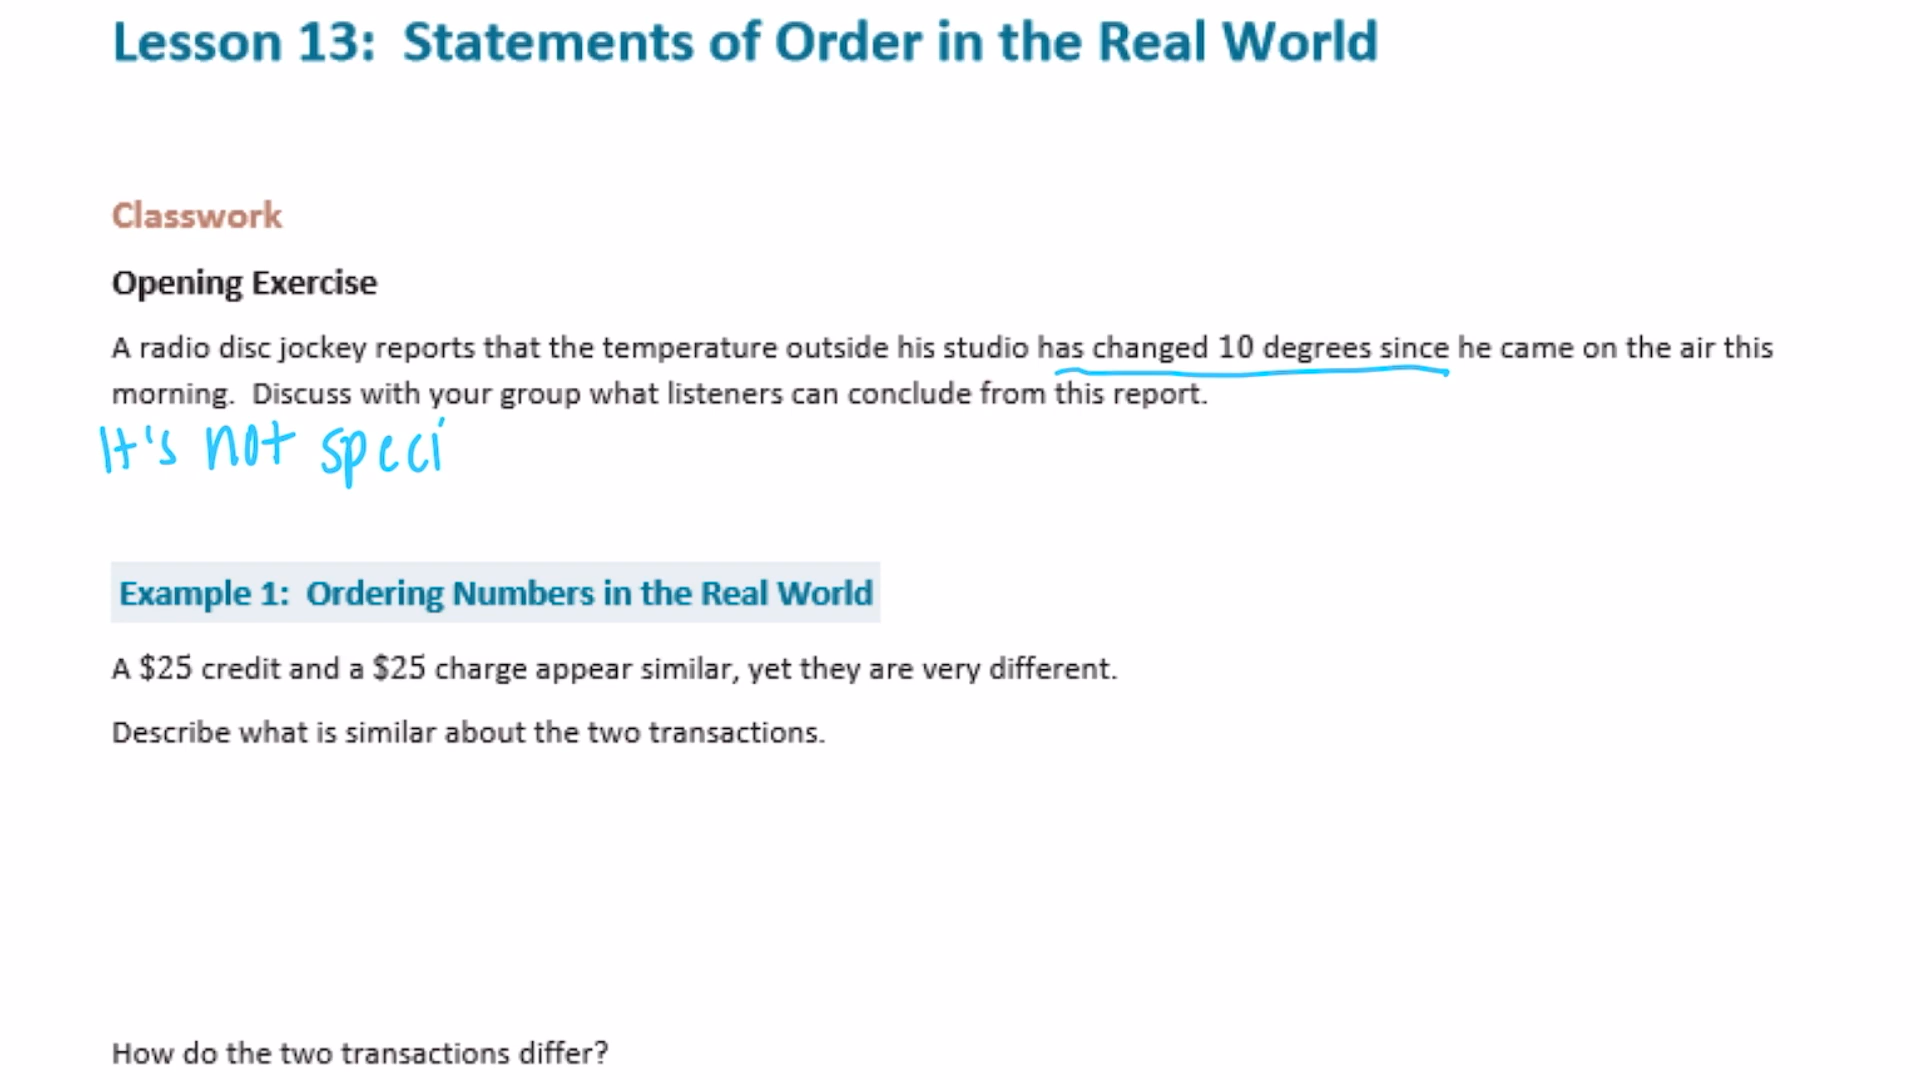 Lesson 13: Statements of Order in the Real World
Classwork
Opening Exercise
A radio disc jockey reports that the temperature outside his studio has changed 10 degrees since he came on the air this
morning. Discuss with your group what listeners can conclude from this report.
It's not speci
Example 1: Ordering Numbers in the Real World
A $25 credit and a $25 charge appear similar, yet they are very different.
Describe what is similar about the two transactions.
How do the two transactions differ?